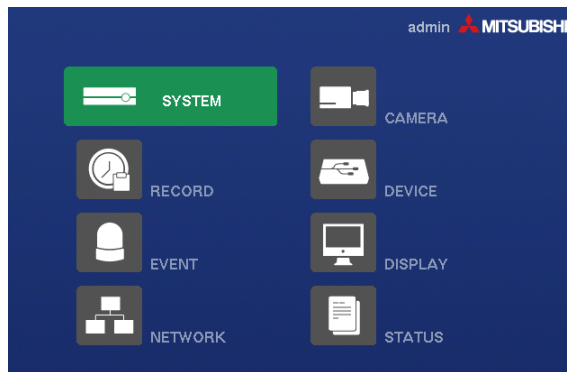 admin MITSUBISHI
SYSTEM
CAMERA
RECORD
DEVICE
EVENT
DISPLAY
NETWORK
STATUS